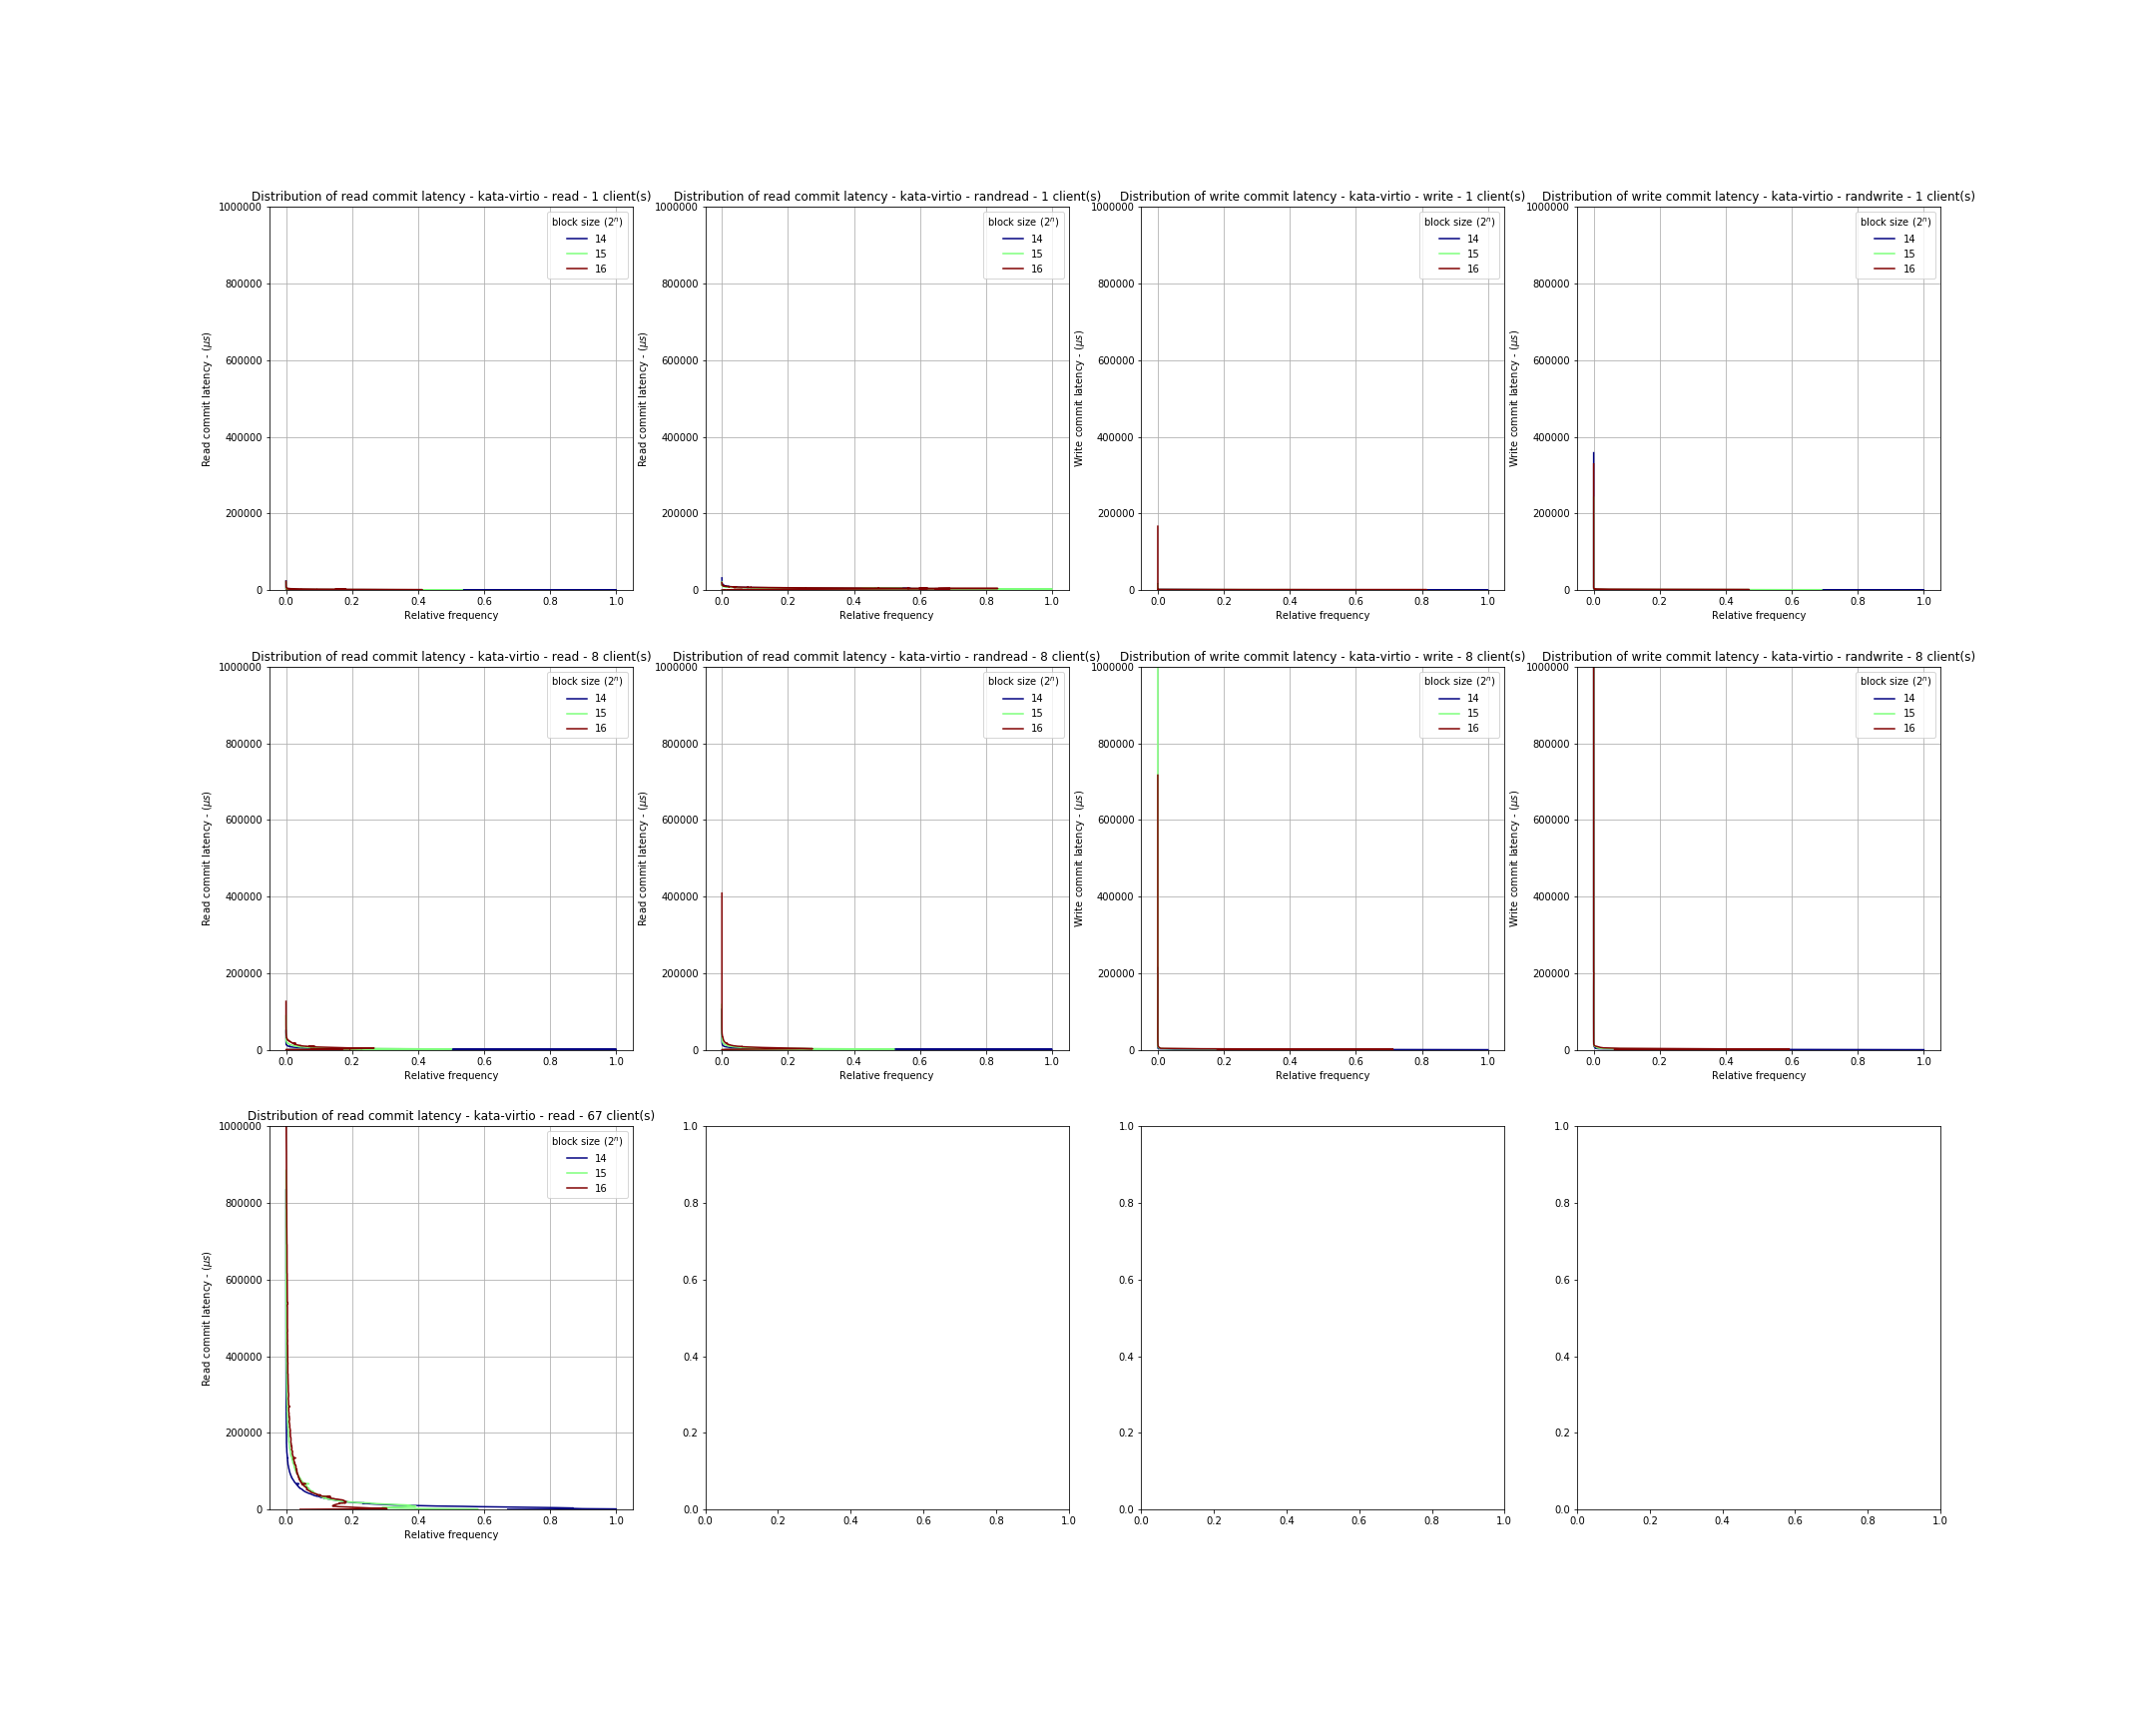 Distribution of read commit latency - kata-virtio - read - 1 client(s)
1000000
800000
600000
400000
200000
0
Read commit latency - (μs)
0.0 0.2 0.4 0.6 0.8 1.0
Relative frequency
block size (2ⁿ)
14
15
16
Distribution of read commit latency - kata-virtio - randread - 1 client(s)
1000000
800000
600000
400000
200000
0
Read commit latency - (μs)
0.0 0.2 0.4 0.6 0.8 1.0
Relative frequency
block size (2ⁿ)
14
15
16
Distribution of write commit latency - kata-virtio - write - 1 client(s)
1000000
800000
600000
400000
200000
0
Write commit latency - (μs)
0.0 0.2 0.4 0.6 0.8 1.0
Relative frequency
block size (2ⁿ)
14
15
16
Distribution of write commit latency - kata-virtio - randwrite - 1 client(s)
1000000
800000
600000
400000
200000
0
Write commit latency - (μs)
0.0 0.2 0.4 0.6 0.8 1.0
Relative frequency
block size (2ⁿ)
14
15
16
Distribution of read commit latency - kata-virtio - read - 8 client(s)
1000000
800000
600000
400000
200000
0
Read commit latency - (μs)
0.0 0.2 0.4 0.6 0.8 1.0
Relative frequency
block size (2ⁿ)
14
15
16
Distribution of read commit latency - kata-virtio - randread - 8 client(s)
1000000
800000
600000
400000
200000
0
Read commit latency - (μs)
0.0 0.2 0.4 0.6 0.8 1.0
Relative frequency
block size (2ⁿ)
14
15
16
Distribution of write commit latency - kata-virtio - write - 8 client(s)
1000000
800000
600000
400000
200000
0
Write commit latency - (μs)
0.0 0.2 0.4 0.6 0.8 1.0
Relative frequency
block size (2ⁿ)
14
15
16
Distribution of write commit latency - kata-virtio - randwrite - 8 client(s)
1000000
800000
600000
400000
200000
0
Write commit latency - (μs)
0.0 0.2 0.4 0.6 0.8 1.0
Relative frequency
block size (2ⁿ)
14
15
16
Distribution of read commit latency - kata-virtio - read - 67 client(s)
1000000
800000
600000
400000
200000
0
Read commit latency - (μs)
0.0 0.2 0.4 0.6 0.8 1.0
Relative frequency
block size (2ⁿ)
14
15
16
1.0
0.8
0.6
0.4
0.2
0.0
0.0 0.2 0.4 0.6 0.8 1.0
1.0
0.8
0.6
0.4
0.2
0.0
0.0 0.2 0.4 0.6 0.8 1.0
1.0
0.8
0.6
0.4
0.2
0.0
0.0 0.2 0.4 0.6 0.8 1.0